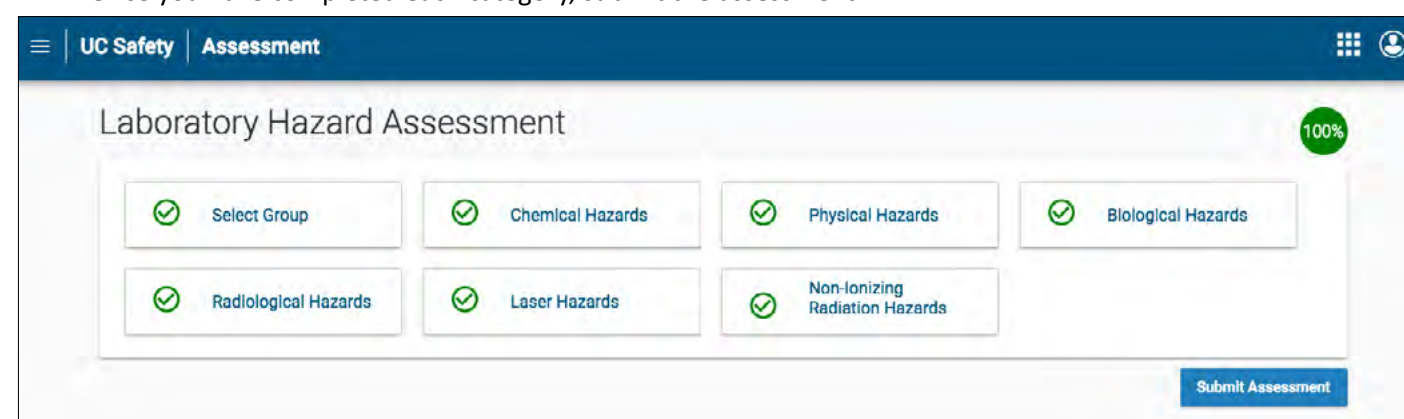 UC Safety Assessment
Laboratory Hazard Assessment
100%
Select Group
Chemical Hazards
Physical Hazards
Biological Hazards
Radiological Hazards
Laser Hazards
Non-Ionizing
Radiation Hazards
Submit Assessment